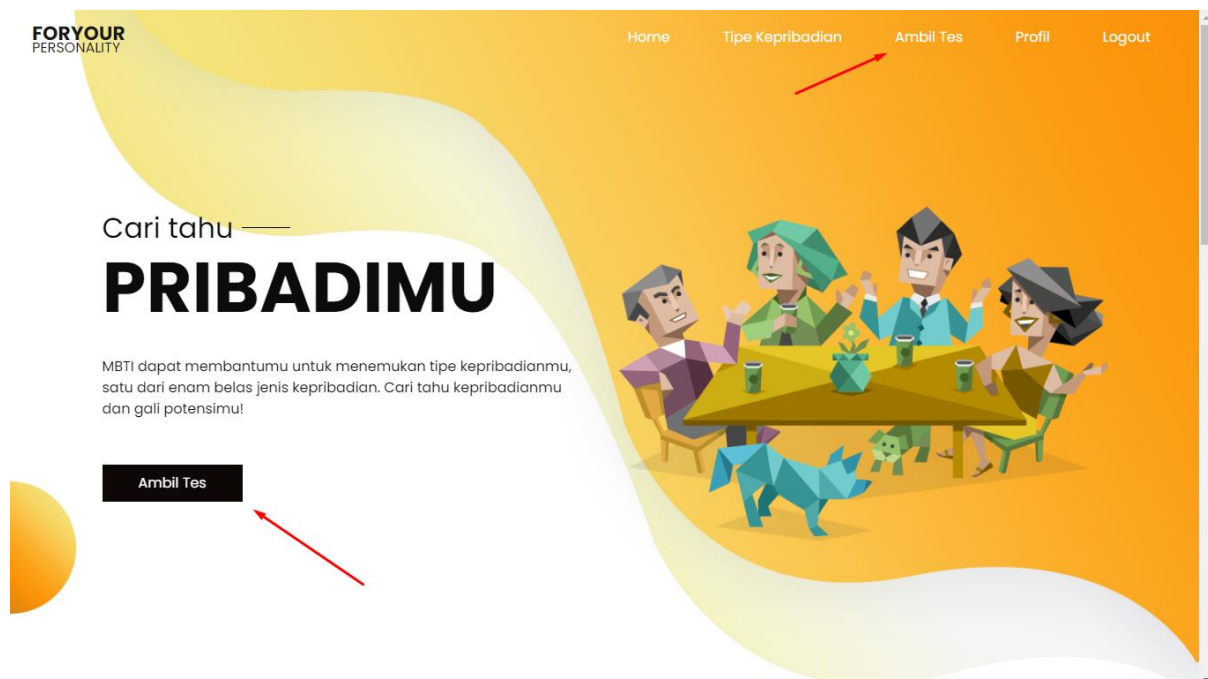 FORYOUR
PERSONALITY
Home Tipe Kepribadian Ambil Tes Profil Logout
Cari tahu
PRIBADIMU
MBTI dapat membantumu untuk menemukan tipe kepribadianmu,
satu dari enam belas jenis kepribadian. Cari tahu kepribadianmu
dan gali potensimu!
Ambil Tes